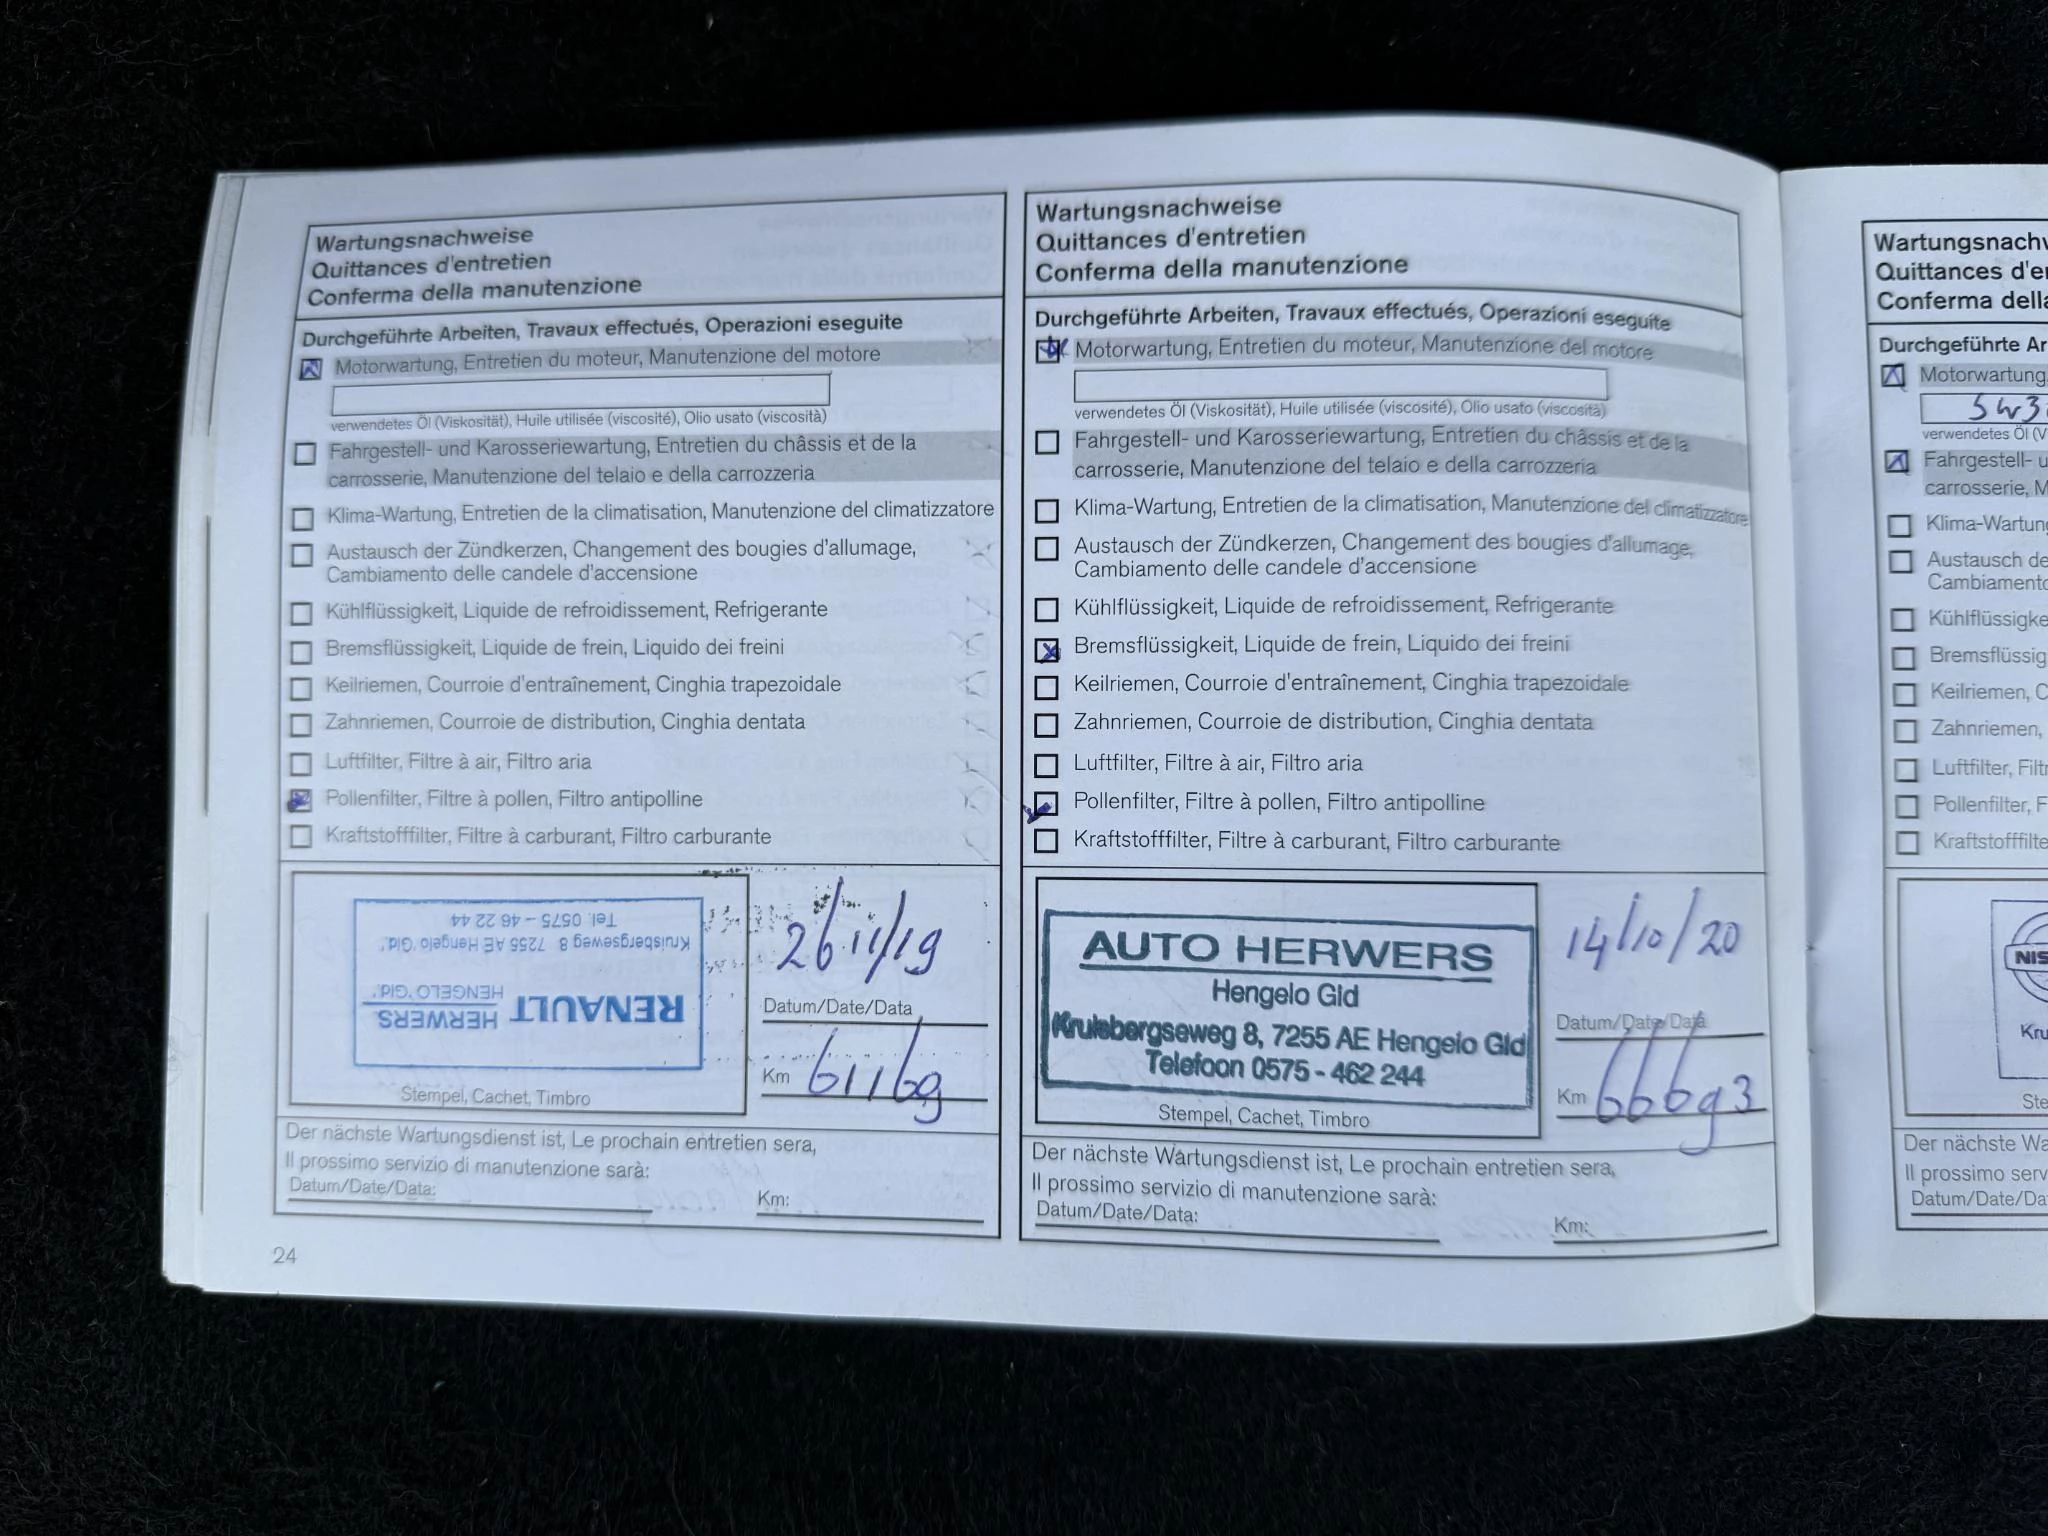 Wartungsnachweise
Quittances d'entretien
Conferma della manutenzione
Durchgeführte Arbeiten, Travaux effectués, Operazioni eseguite
Motorwartung, Entretien du moteur, Manutenzione del motore
verwendetes Öl (Viskosität), Huile utilisée (viscosité), Olio usato (viscosità)
Fahrgestell- und Karosseriewartung, Entretien du châssis et de la
carrosserie, Manutenzione del telaio e della carrozzeria
Klima-Wartung, Entretien de la climatisation, Manutenzione del climatizzatore
Austausch der Zündkerzen, Changement des bougies d'allumage,
Cambiamento delle candele d'accensione
Kühlflüssigkeit, Liquide de refroidissement, Refrigerante
Bremsflüssigkeit, Liquide de frein, Liquido dei freini
Keilriemen, Courroie d'entraînement, Cinghia trapezoidale
Zahnriemen, Courroie de distribution, Cinghia dentata
Luftfilter, Filtre à air, Filtro aria
Pollenfilter, Filtre à pollen, Filtro antipolline
Kraftstofffilter, Filtre à carburant, Filtro carburante
RENAULT HERWERS HENGELO Gld.
Kruisbergseweg 8 7255 AE Hengelo Gld.
Tel. 0575 - 46 22 44
Stempel, Cachet, Timbro
26/11/19
Datum/Date/Data
Km 61169
Der nächste Wartungsdienst ist, Le prochain entretien sera,
Il prossimo servizio di manutenzione sarà:
Datum/Date/Data:
Km:
24
Wartungsnachweise
Quittances d'entretien
Conferma della manutenzione
Durchgeführte Arbeiten, Travaux effectués, Operazioni eseguite
Motorwartung, Entretien du moteur, Manutenzione del motore
verwendetes Öl (Viskosität), Huile utilisée (viscosité), Olio usato (viscosità)
Fahrgestell- und Karosseriewartung, Entretien du châssis et de la
carrosserie, Manutenzione del telaio e della carrozzeria
Klima-Wartung, Entretien de la climatisation, Manutenzione del climatizzatore
Austausch der Zündkerzen, Changement des bougies d'allumage,
Cambiamento delle candele d'accensione
Kühlflüssigkeit, Liquide de refroidissement, Refrigerante
Bremsflüssigkeit, Liquide de frein, Liquido dei freini
Keilriemen, Courroie d'entraînement, Cinghia trapezoidale
Zahnriemen, Courroie de distribution, Cinghia dentata
Luftfilter, Filtre à air, Filtro aria
Pollenfilter, Filtre à pollen, Filtro antipolline
Kraftstofffilter, Filtre à carburant, Filtro carburante
AUTO HERWERS
Hengelo Gld
Kruisbergseweg 8, 7255 AE Hengelo Gld
Telefoon 0575 - 462 244
Stempel, Cachet, Timbro
14/10/20
Datum/Date/Data
Km 66693
Der nächste Wartungsdienst ist, Le prochain entretien sera,
Il prossimo servizio di manutenzione sarà:
Datum/Date/Data:
Km:
Wartungsnachw
Quittances d'e
Conferma dell
Durchgeführte Ar
Motorwartung,
5w3
verwendetes Öl (V
Fahrgestell- u
carrosserie, M
Klima-Wartun
Austausch de
Cambiamento
Kühlflüssigke
Bremsflüssig
Keilriemen, C
Zahnriemen,
Luftfilter, Filt
Pollenfilter, F
Kraftstofffilte
NIS
Kru
Ste
Der nächste Wa
Il prossimo serv
Datum/Date/Da